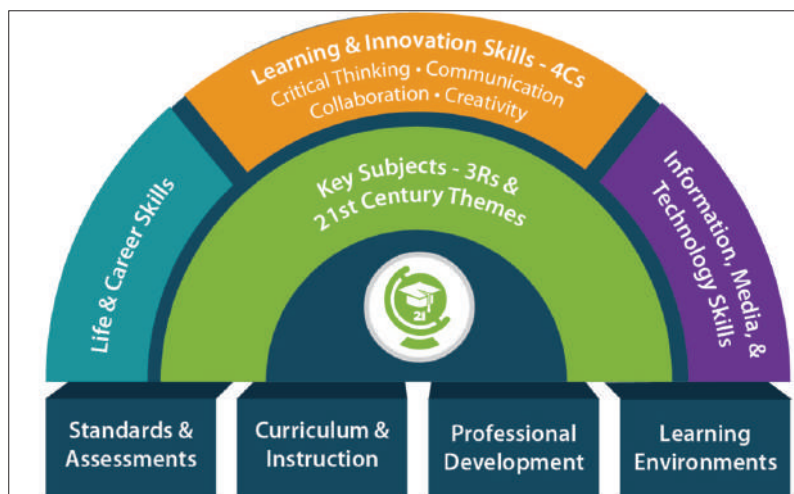 Learning & Innovation Skills - 4Cs
Critical Thinking • Communication
Collaboration • Creativity
Life & Career Skills
Key Subjects - 3Rs &
21st Century Themes
Information, Media, &
Technology Skills
21
Standards &
Assessments
Curriculum &
Instruction
Professional
Development
Learning
Environments